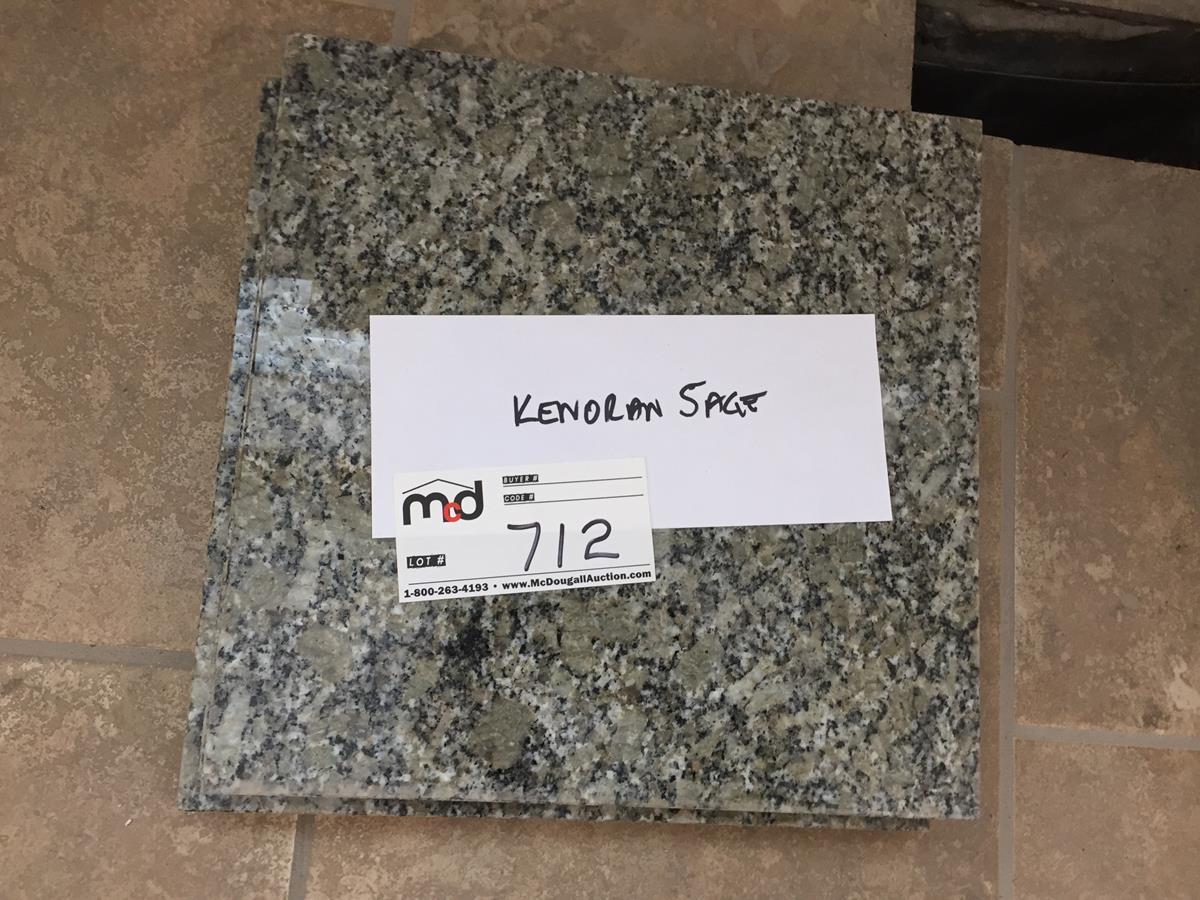 KENORAN SAGE
McD
BUYER #
CODE #
LOT # 712
1-800-263-4193 • www.McDougallAuction.com